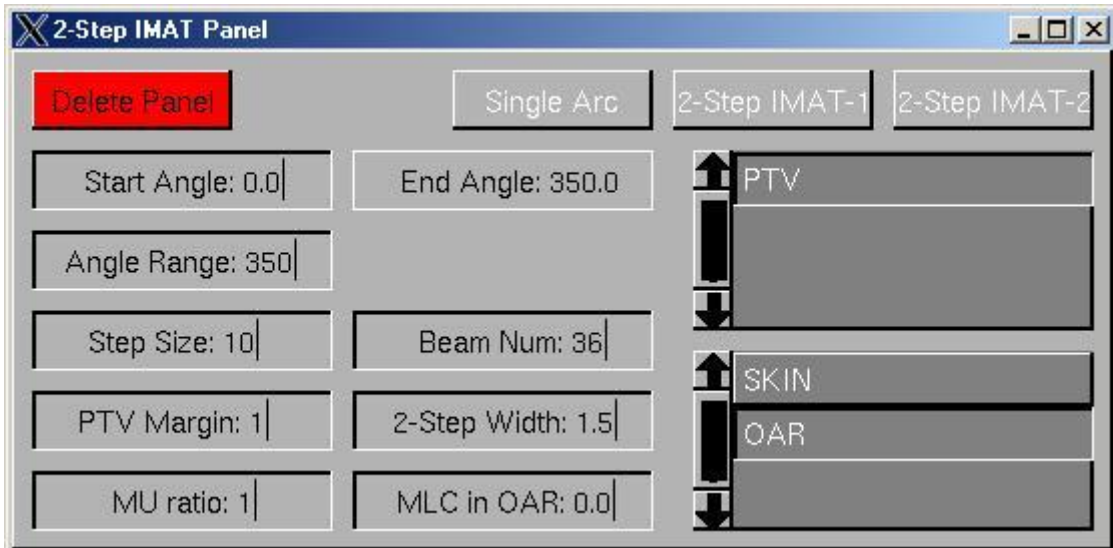 2-Step IMAT Panel
Delete Panel
Single Arc
2-Step IMAT-1
2-Step IMAT-2
Start Angle: 0.0
End Angle: 350.0
PTV
Angle Range: 350
Step Size: 10
Beam Num: 36
SKIN
PTV Margin: 1
2-Step Width: 1.5
OAR
MU ratio: 1
MLC in OAR: 0.0